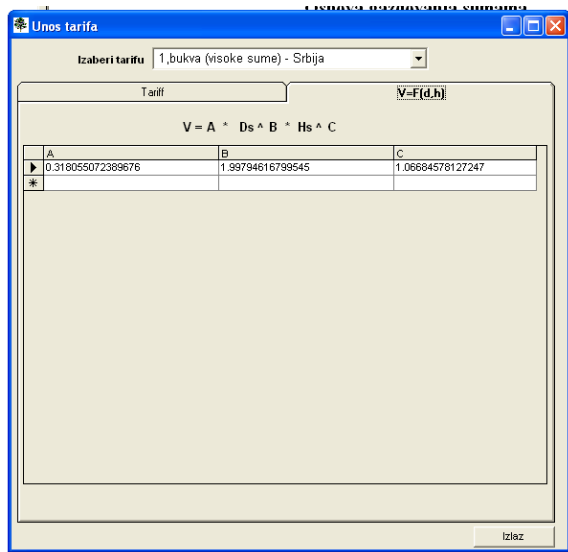 Unos tarifa
Izaberi tarifu 1,bukva (visoke sume) - Srbija
Tariff V=F(d,h)
V = A * Ds ^ B * Hs ^ C
A B C
0.318055072389676 1.99794616799545 1.06684578127247
Izlaz